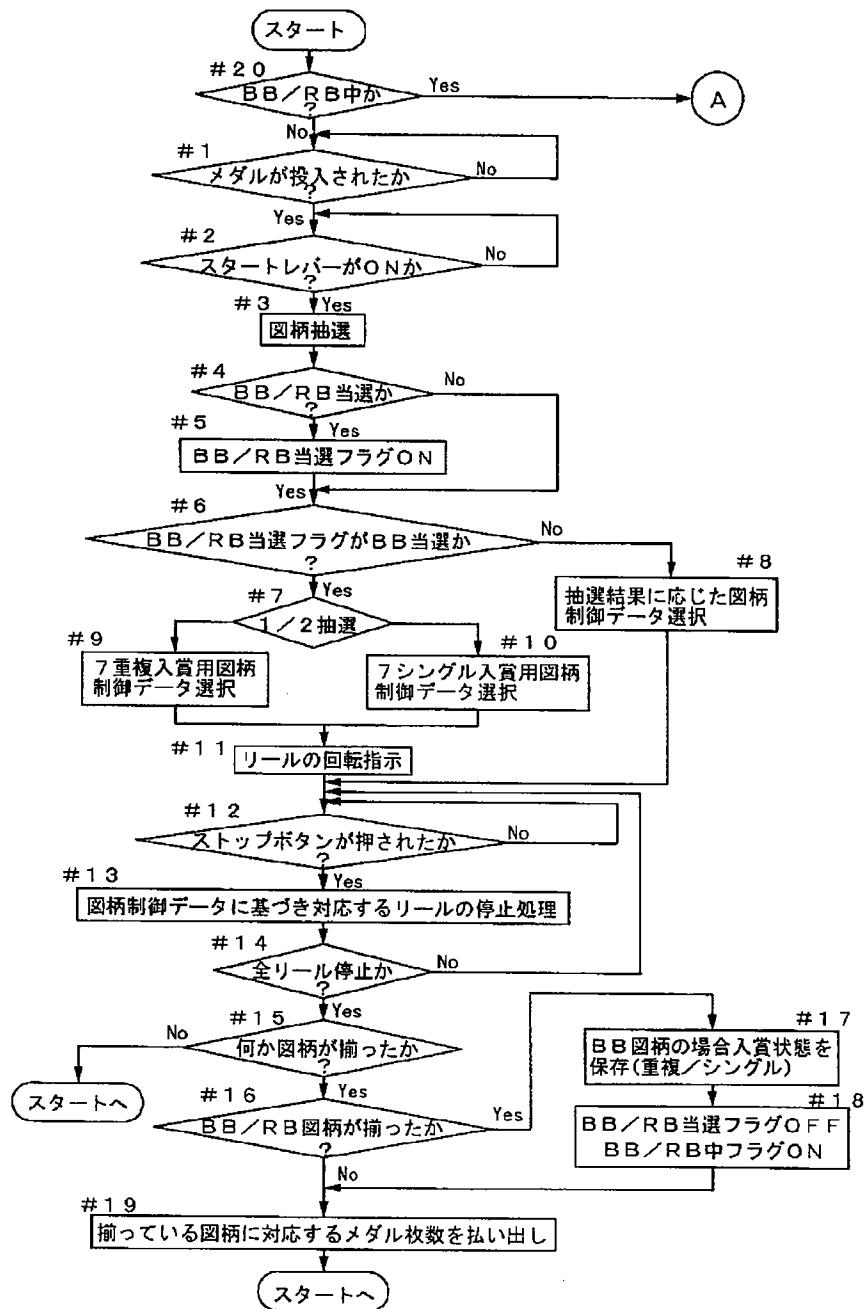 スタート
#20
BB/RB中か
?
Yes
A
No
#1
メダルが投入されたか
?
No
Yes
#2
スタートレバーがONか
?
No
Yes
#3
図柄抽選
#4
BB/RB当選か
?
No
Yes
#5
BB/RB当選フラグON
Yes
#6
BB/RB当選フラグがBB当選か
?
No
Yes
#8
抽選結果に応じた図柄
制御データ選択
#7
1/2抽選
#9
7重複入賞用図柄
制御データ選択
#10
7シングル入賞用図柄
制御データ選択
#11
リールの回転指示
#12
ストップボタンが押されたか
?
No
Yes
#13
図柄制御データに基づき対応するリールの停止処理
#14
全リール停止か
?
No
Yes
#15
何か図柄が揃ったか
?
No
スタートへ
Yes
#16
BB/RB図柄が揃ったか
?
Yes
#17
BB図柄の場合入賞状態を
保存(重複/シングル)
#18
BB/RB当選フラグOFF
BB/RB中フラグON
No
#19
揃っている図柄に対応するメダル枚数を払い出し
スタートへ